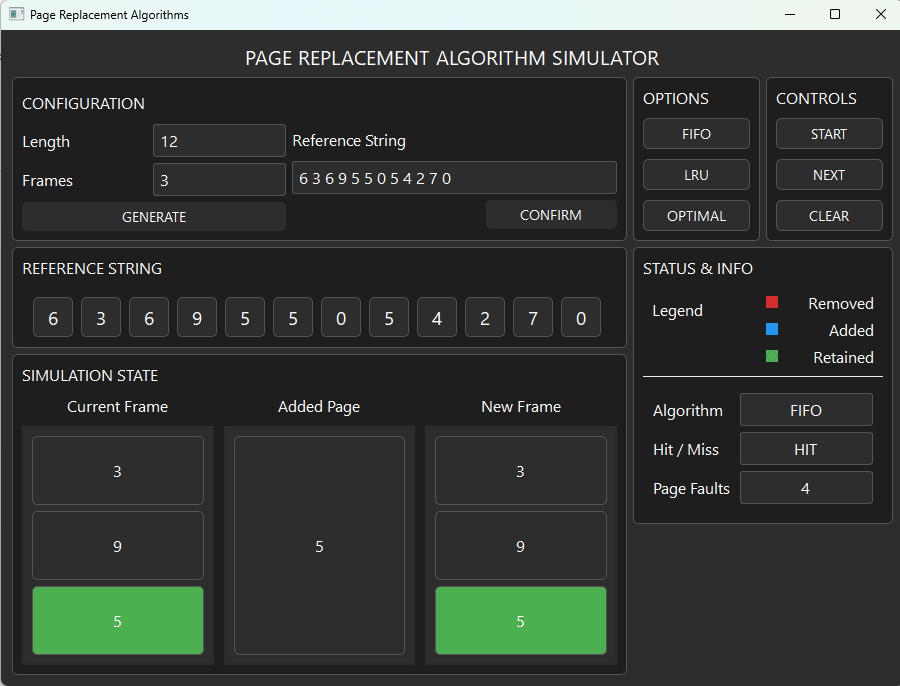 Page Replacement Algorithms
PAGE REPLACEMENT ALGORITHM SIMULATOR
CONFIGURATION
Length
12
Reference String
Frames
3
6 3 6 9 5 5 0 5 4 2 7 0
GENERATE
CONFIRM
OPTIONS
FIFO
LRU
OPTIMAL
CONTROLS
START
NEXT
CLEAR
REFERENCE STRING
6 3 6 9 5 5 0 5 4 2 7 0
STATUS & INFO
Legend
Removed
Added
Retained
Algorithm
FIFO
Hit / Miss
HIT
Page Faults
4
SIMULATION STATE
Current Frame
3
9
5
Added Page
5
New Frame
3
9
5